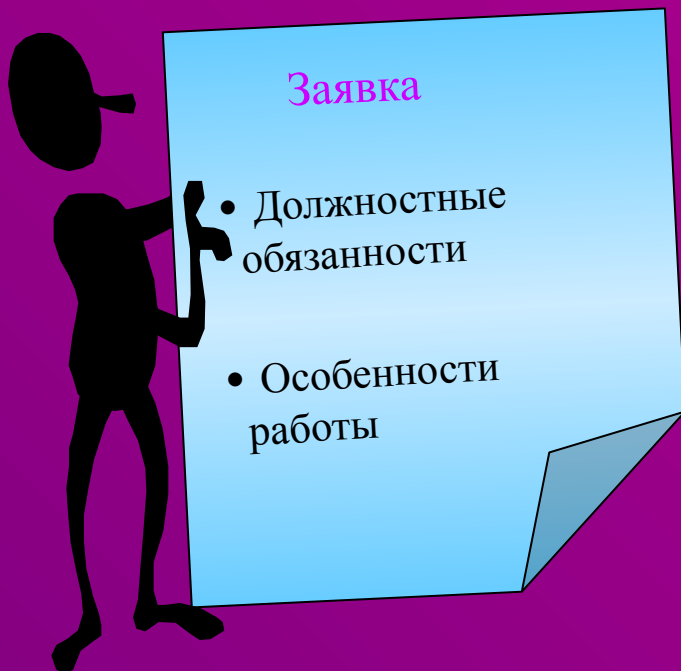 Заявка
• Должностные
обязанности
• Особенности
работы